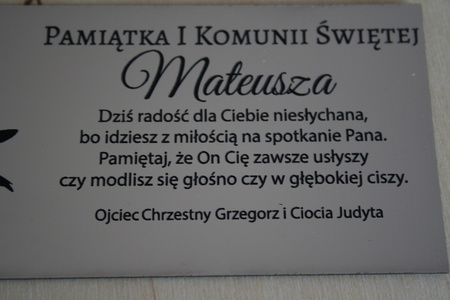 Pamiątka I Komunii Świętej
Mateusza
Dziś radość dla Ciebie niesłychana,
bo idziesz z miłością na spotkanie Pana.
Pamiętaj, że On Cię zawsze usłyszy
czy modlisz się głośno czy w głębokiej ciszy.
Ojciec Chrzestny Grzegorz i Ciocia Judyta